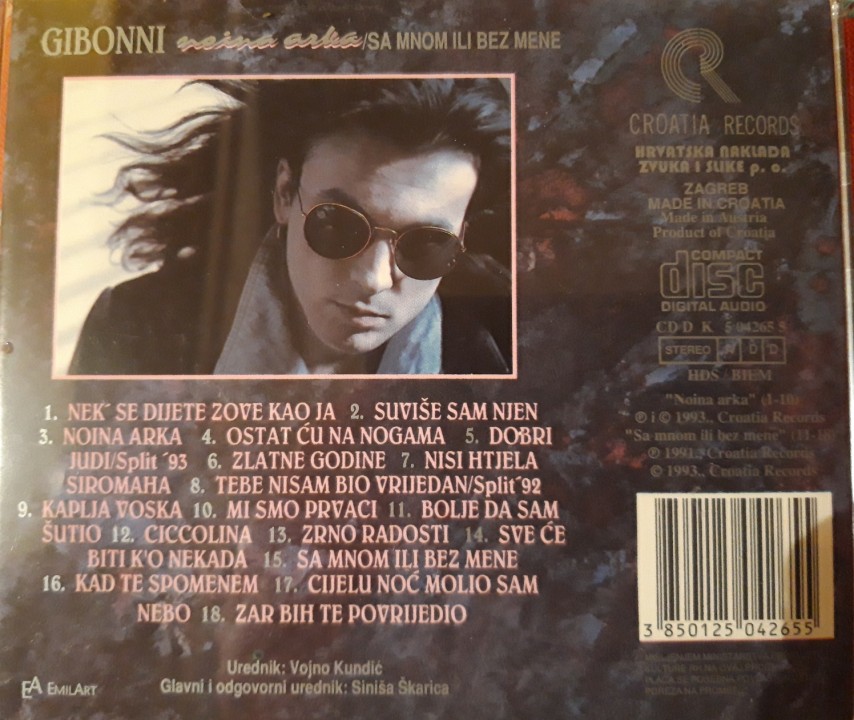 GIBONNI noina arka/SA MNOM ILI BEZ MENE
CROATIA RECORDS
HRVATSKA NAKLADA
ZVUKA I SLIKE p. o.
ZAGREB
MADE IN CROATIA
Made in Austria
Product of Croatia
COMPACT
disc
DIGITAL AUDIO
CD-D K 5 04265 5
STEREO D D
HDS BIEM
"Noina arka" (1-10)
℗ i © 1993., Croatia Records
"Sa mnom ili bez mene" (11-18)
℗ 1991., Croatia Records
© 1993., Croatia Records
1. NEK´ SE DIJETE ZOVE KAO JA 2. SUVIŠE SAM NJEN
3. NOINA ARKA 4. OSTAT ĆU NA NOGAMA 5. DOBRI
JUDI/Split ´93 6. ZLATNE GODINE 7. NISI HTJELA
SIROMAHA 8. TEBE NISAM BIO VRIJEDAN/Split´92
9. KAPLJA VOSKA 10. MI SMO PRVACI 11. BOLJE DA SAM
ŠUTIO 12. CICCOLINA 13. ZRNO RADOSTI 14. SVE ĆE
BITI K'O NEKADA 15. SA MNOM ILI BEZ MENE
16. KAD TE SPOMENEM 17. CIJELU NOĆ MOLIO SAM
NEBO 18. ZAR BIH TE POVRIJEDIO
3 850125 042655
Urednik: Vojno Kundić
Glavni i odgovorni urednik: Siniša Škarica
EA EMILART